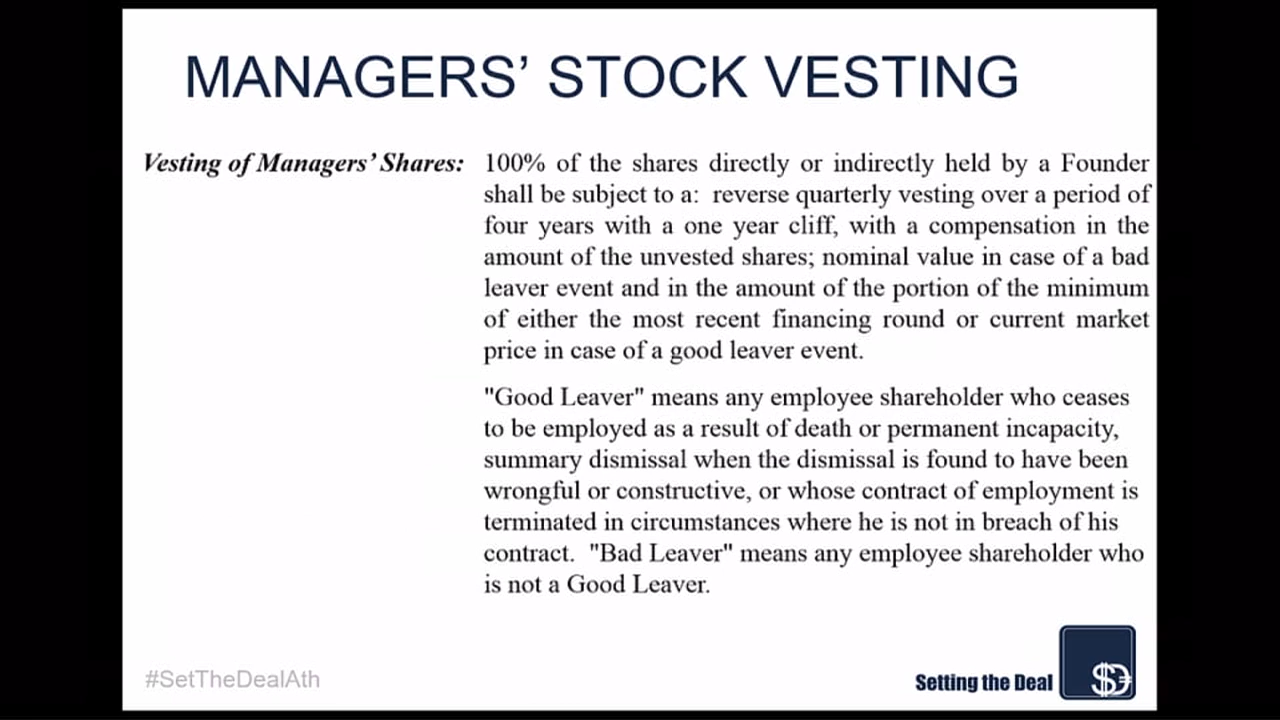 MANAGERS’ STOCK VESTING
Vesting of Managers’ Shares: 100% of the shares directly or indirectly held by a Founder
shall be subject to a: reverse quarterly vesting over a period of
four years with a one year cliff, with a compensation in the
amount of the unvested shares; nominal value in case of a bad
leaver event and in the amount of the portion of the minimum
of either the most recent financing round or current market
price in case of a good leaver event.
"Good Leaver" means any employee shareholder who ceases
to be employed as a result of death or permanent incapacity,
summary dismissal when the dismissal is found to have been
wrongful or constructive, or whose contract of employment is
terminated in circumstances where he is not in breach of his
contract. "Bad Leaver" means any employee shareholder who
is not a Good Leaver.
#SetTheDealAth
Setting the Deal